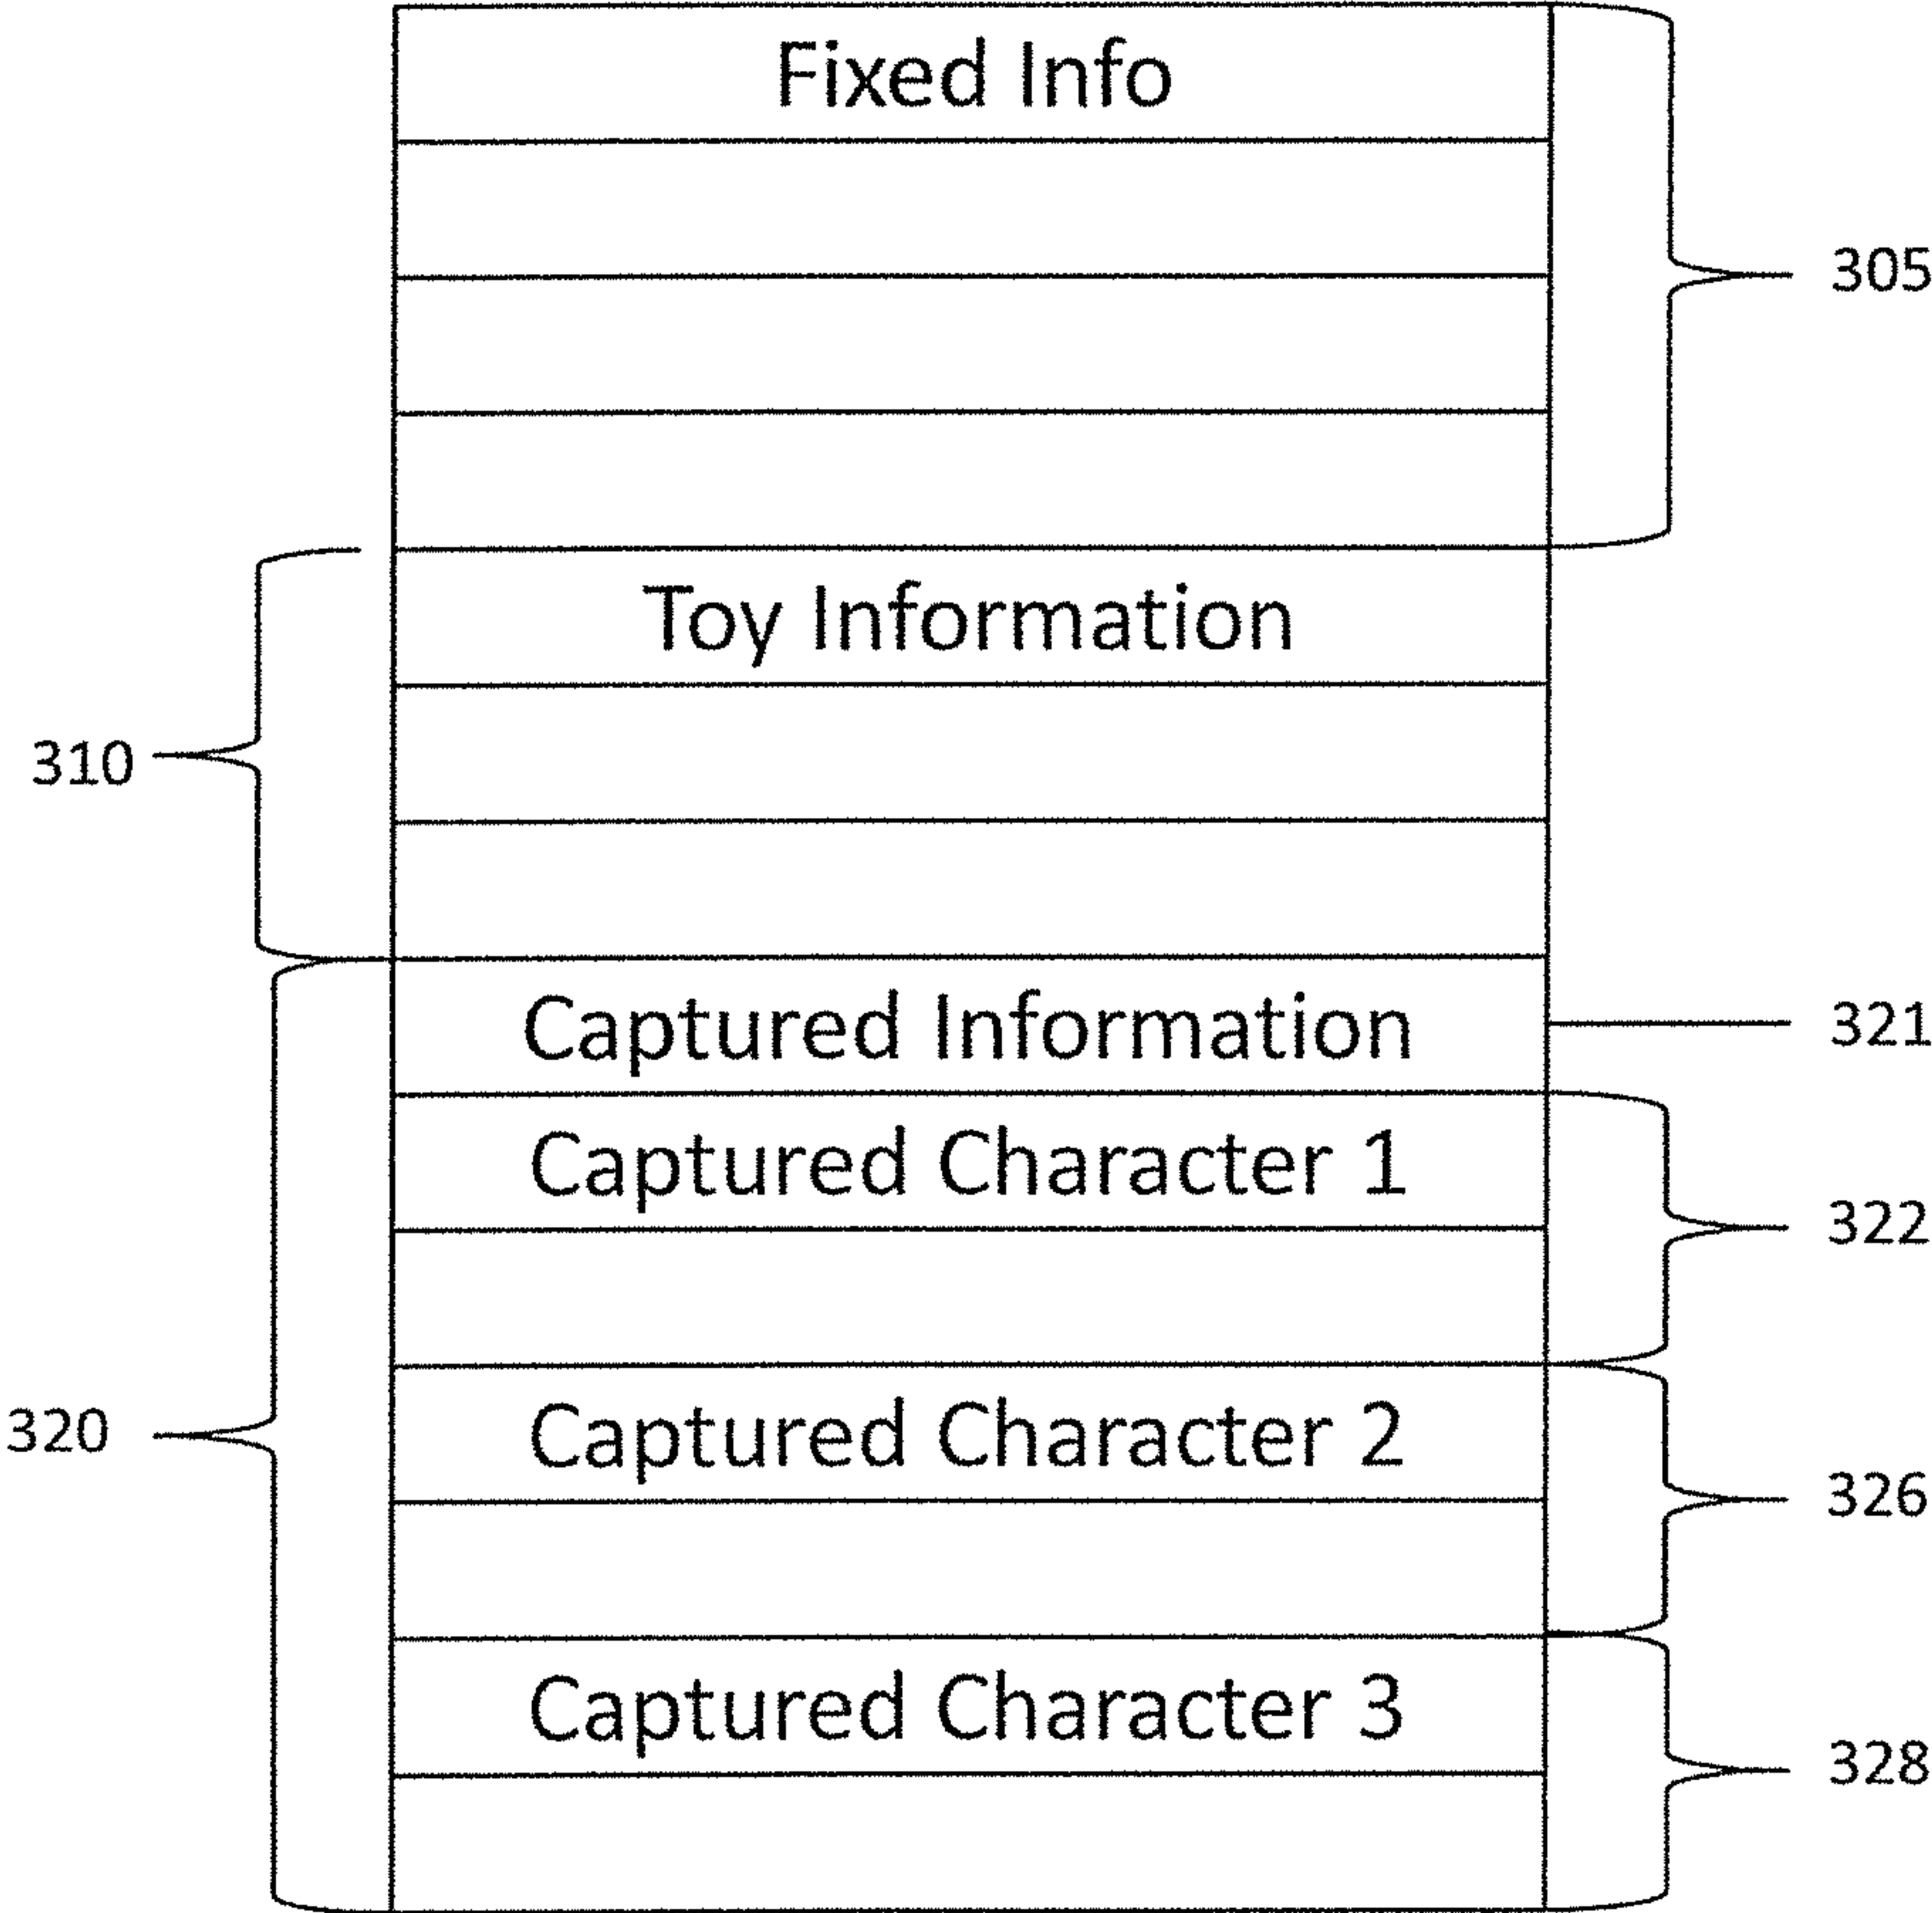 Fixed Info
305
Toy Information
310
Captured Information
321
Captured Character 1
322
320
Captured Character 2
326
Captured Character 3
328